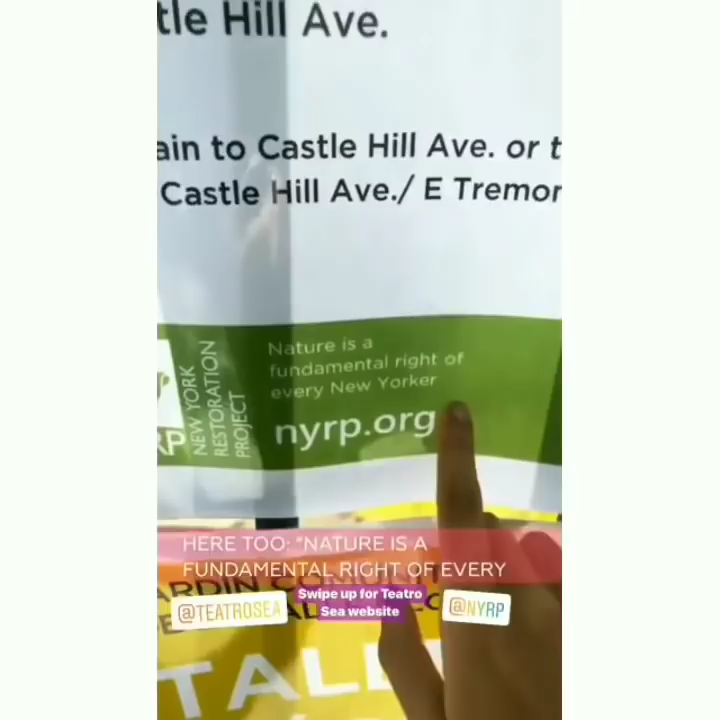 tle Hill Ave.
ain to Castle Hill Ave. or t
Castle Hill Ave./ E Tremor
Nature is a
fundamental right of
every New Yorker
nyrp.org
RP
NEW YORK
RESTORATION
PROJECT
HERE TOO: "NATURE IS A
FUNDAMENTAL RIGHT OF EVERY
Swipe up for Teatro
Sea website
@TEATROSEA
@NYRP
TALL